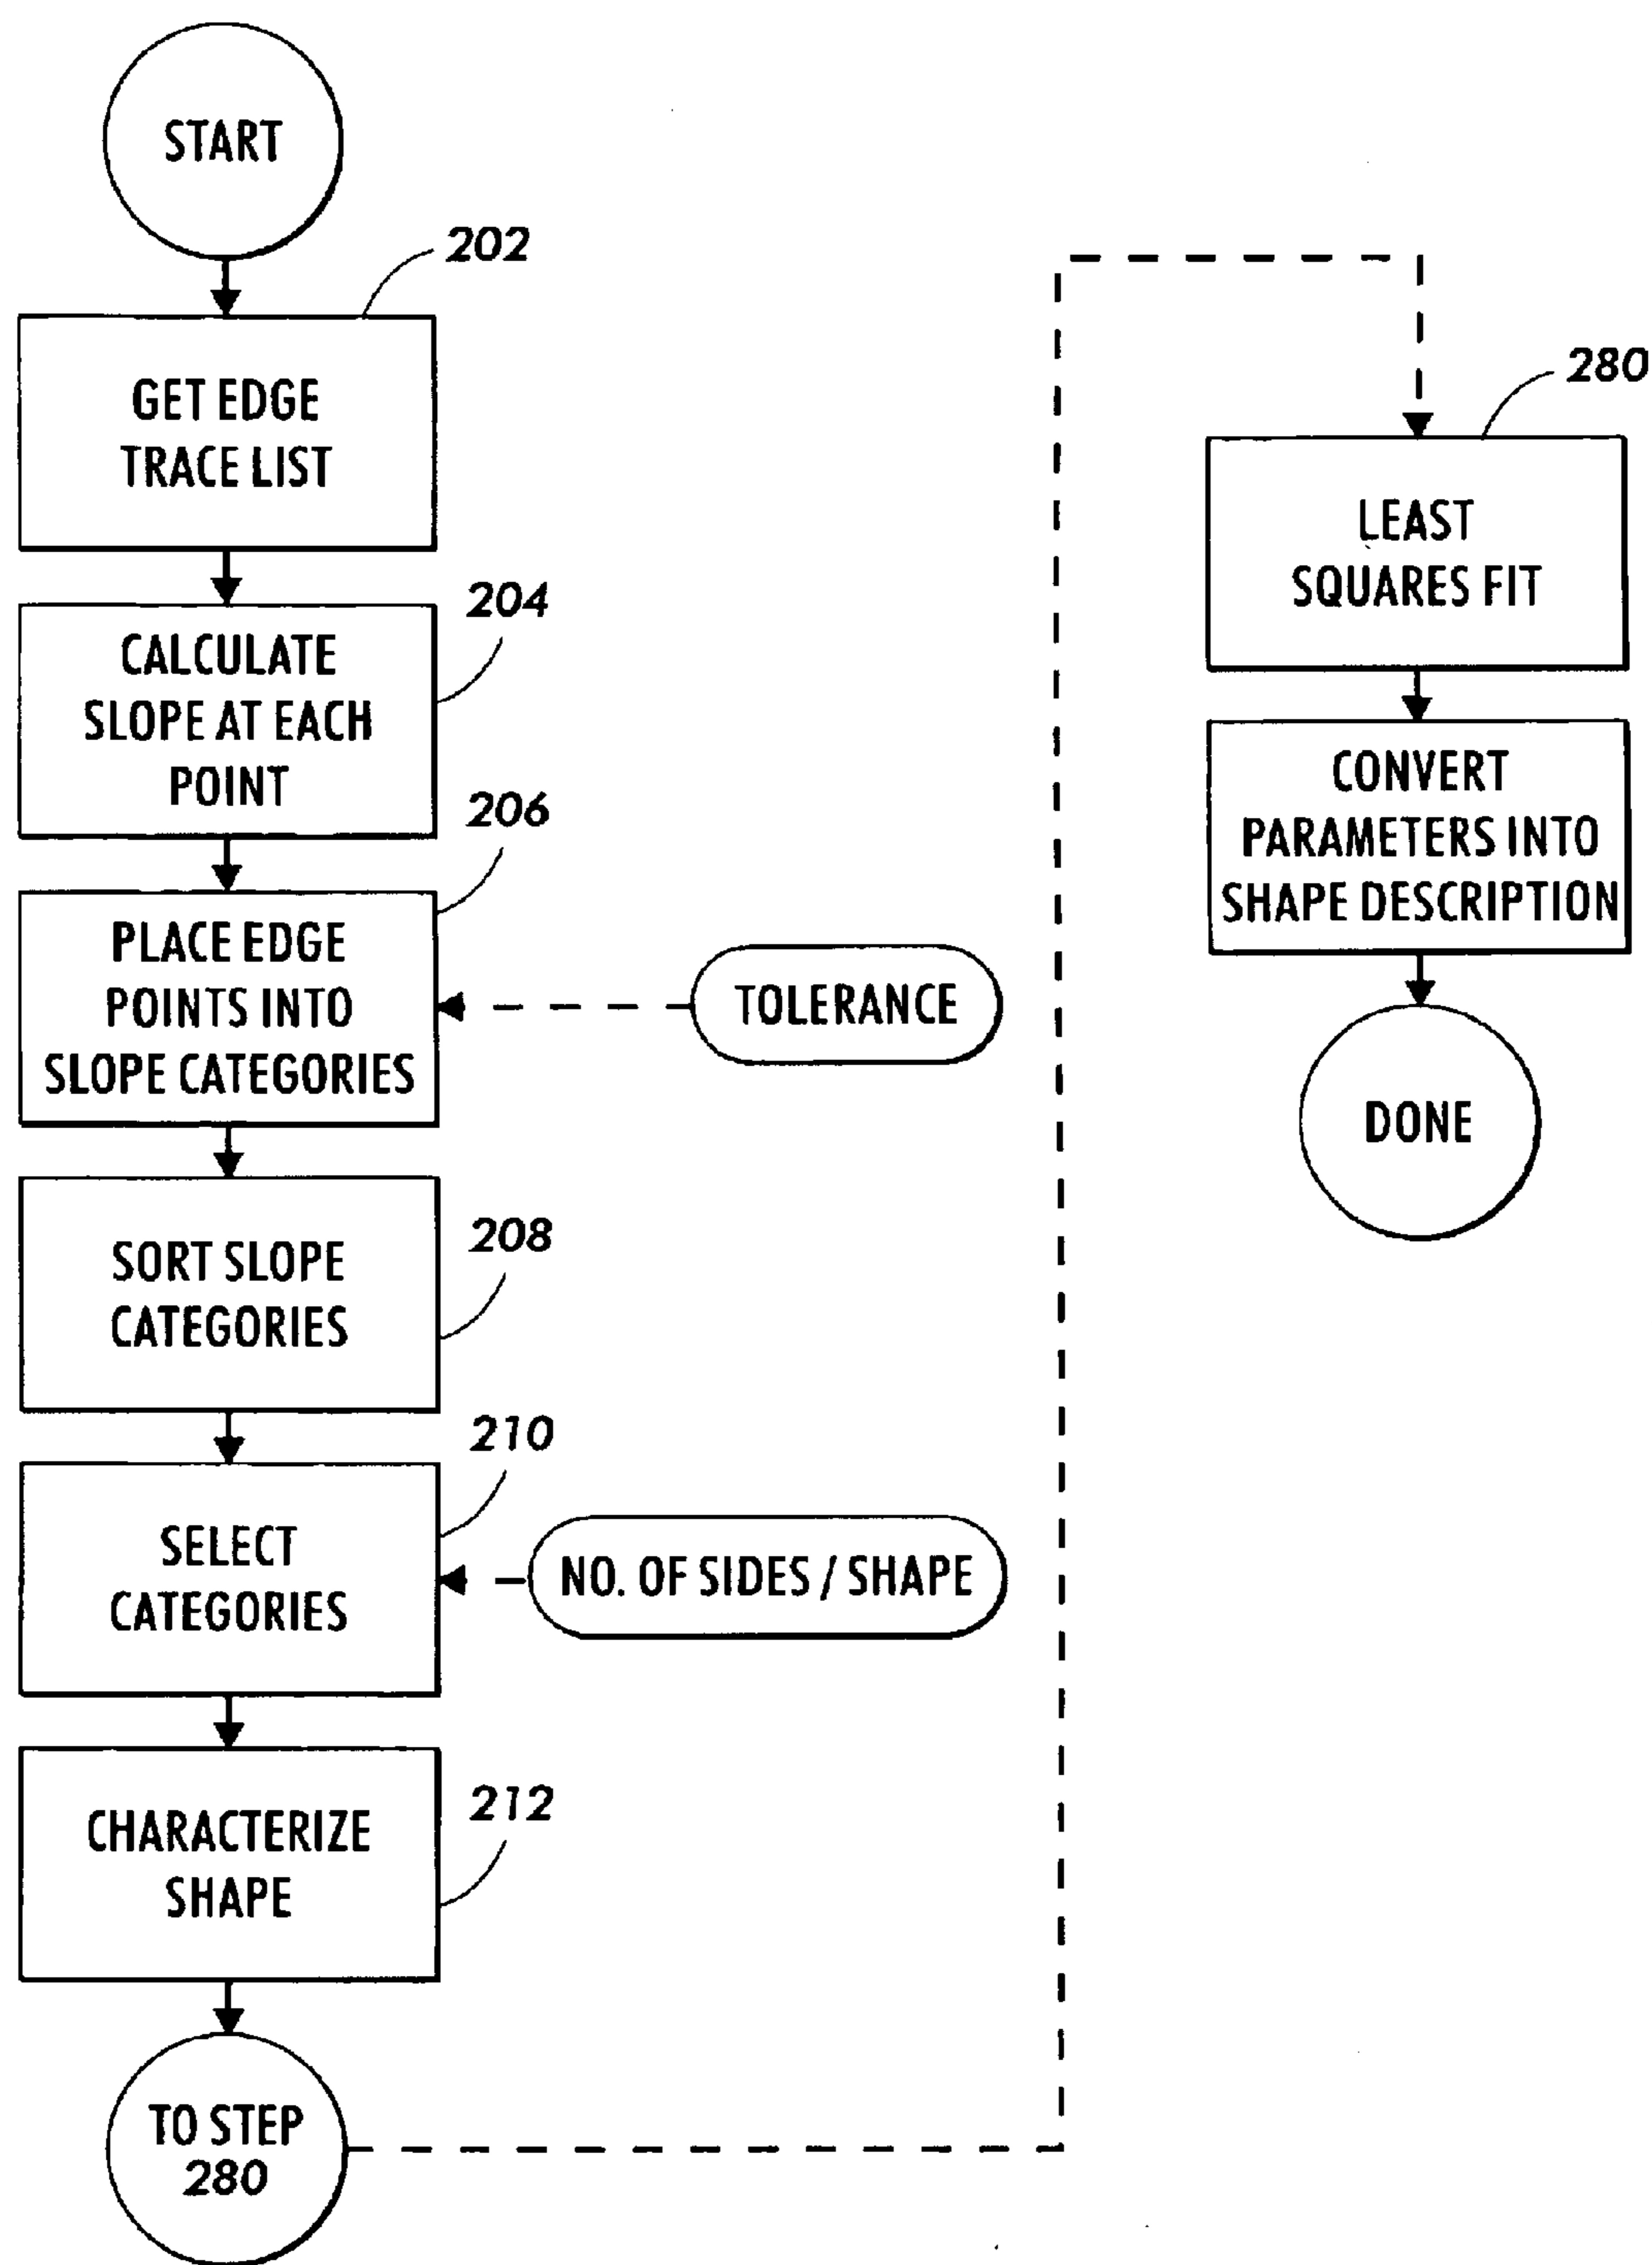 START
202
GET EDGE
TRACE LIST
204
CALCULATE
SLOPE AT EACH
POINT
206
PLACE EDGE
POINTS INTO
SLOPE CATEGORIES
TOLERANCE
208
SORT SLOPE
CATEGORIES
210
SELECT
CATEGORIES
NO. OF SIDES / SHAPE
212
CHARACTERIZE
SHAPE
TO STEP
280
280
LEAST
SQUARES FIT
CONVERT
PARAMETERS INTO
SHAPE DESCRIPTION
DONE